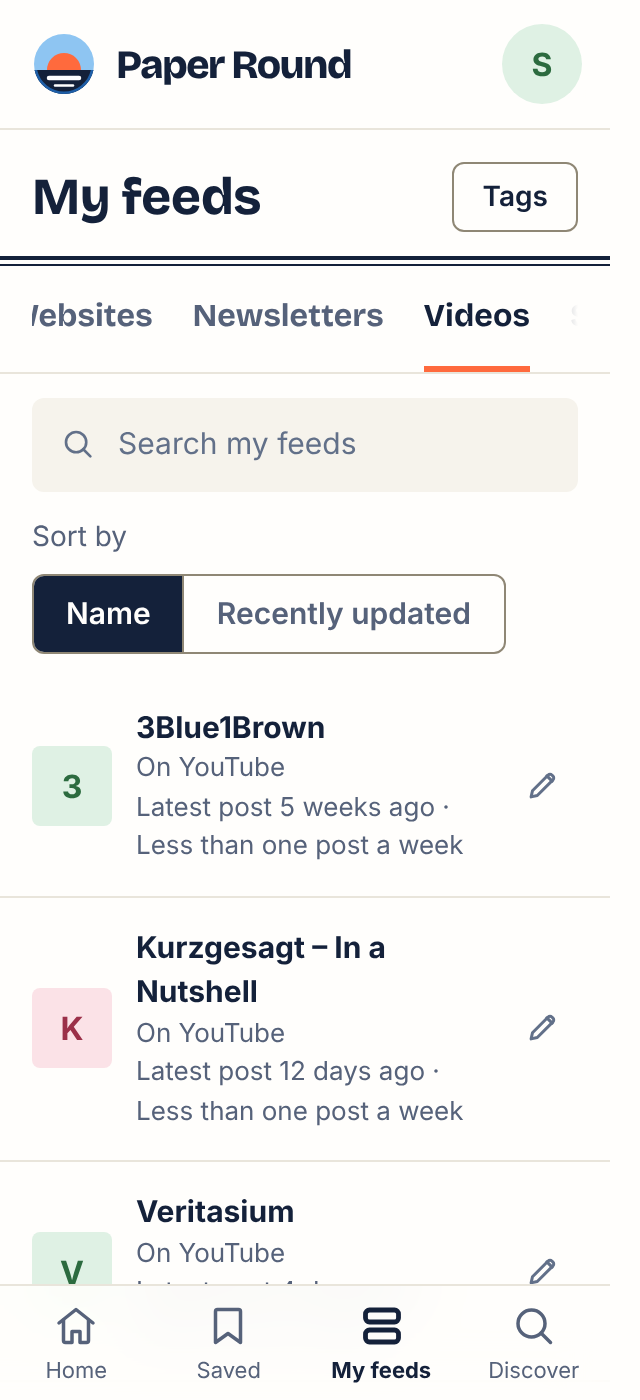 Paper Round
S
My feeds
Tags
Websites
Newsletters
Videos
Search my feeds
Sort by
Name
Recently updated
3Blue1Brown
3
On YouTube
Latest post 5 weeks ago ·
Less than one post a week
Kurzgesagt – In a
Nutshell
K
On YouTube
Latest post 12 days ago ·
Less than one post a week
Veritasium
V
On YouTube
Home
Saved
My feeds
Discover